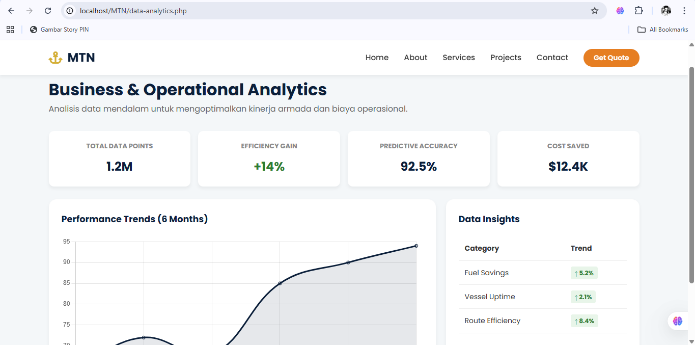 localhost/MTN/data-analytics.php
Gambar Story PIN
All Bookmarks
MTN
Home
About
Services
Projects
Contact
Get Quote
Business & Operational Analytics
Analisis data mendalam untuk mengoptimalkan kinerja armada dan biaya operasional.
TOTAL DATA POINTS
1.2M
EFFICIENCY GAIN
+14%
PREDICTIVE ACCURACY
92.5%
COST SAVED
$12.4K
Performance Trends (6 Months)
95
90
85
80
75
70
Data Insights
Category Trend
Fuel Savings ↑ 5.2%
Vessel Uptime ↑ 2.1%
Route Efficiency ↑ 8.4%